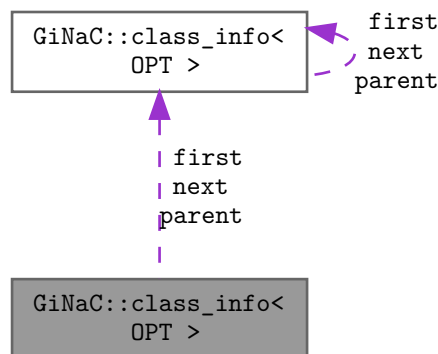 first
GiNaC::class_info<
next
OPT >
parent
first
next
parent
GiNaC::class_info<
OPT >